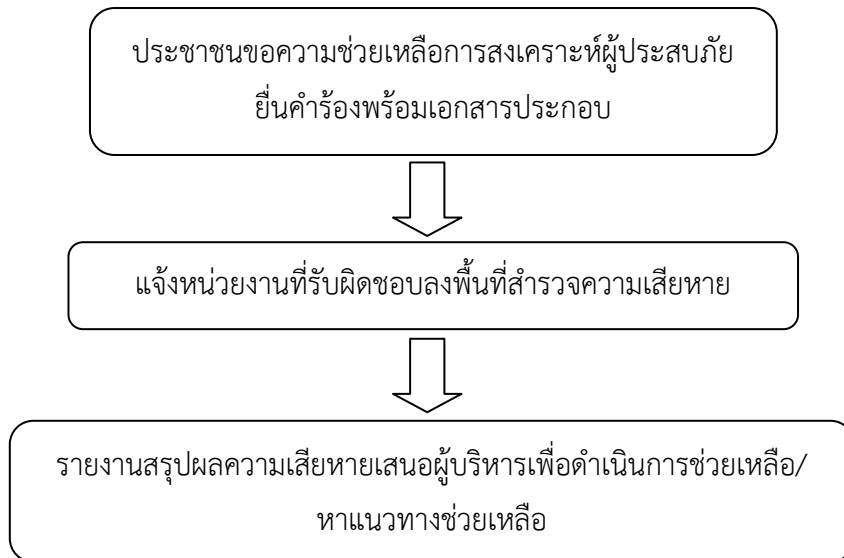 ประชาชนขอความช่วยเหลือการสงเคราะห์ผู้ประสบภัย
ยื่นคำร้องพร้อมเอกสารประกอบ
แจ้งหน่วยงานที่รับผิดชอบลงพื้นที่สำรวจความเสียหาย
รายงานสรุปผลความเสียหายเสนอผู้บริหารเพื่อดำเนินการช่วยเหลือ/
หาแนวทางช่วยเหลือ